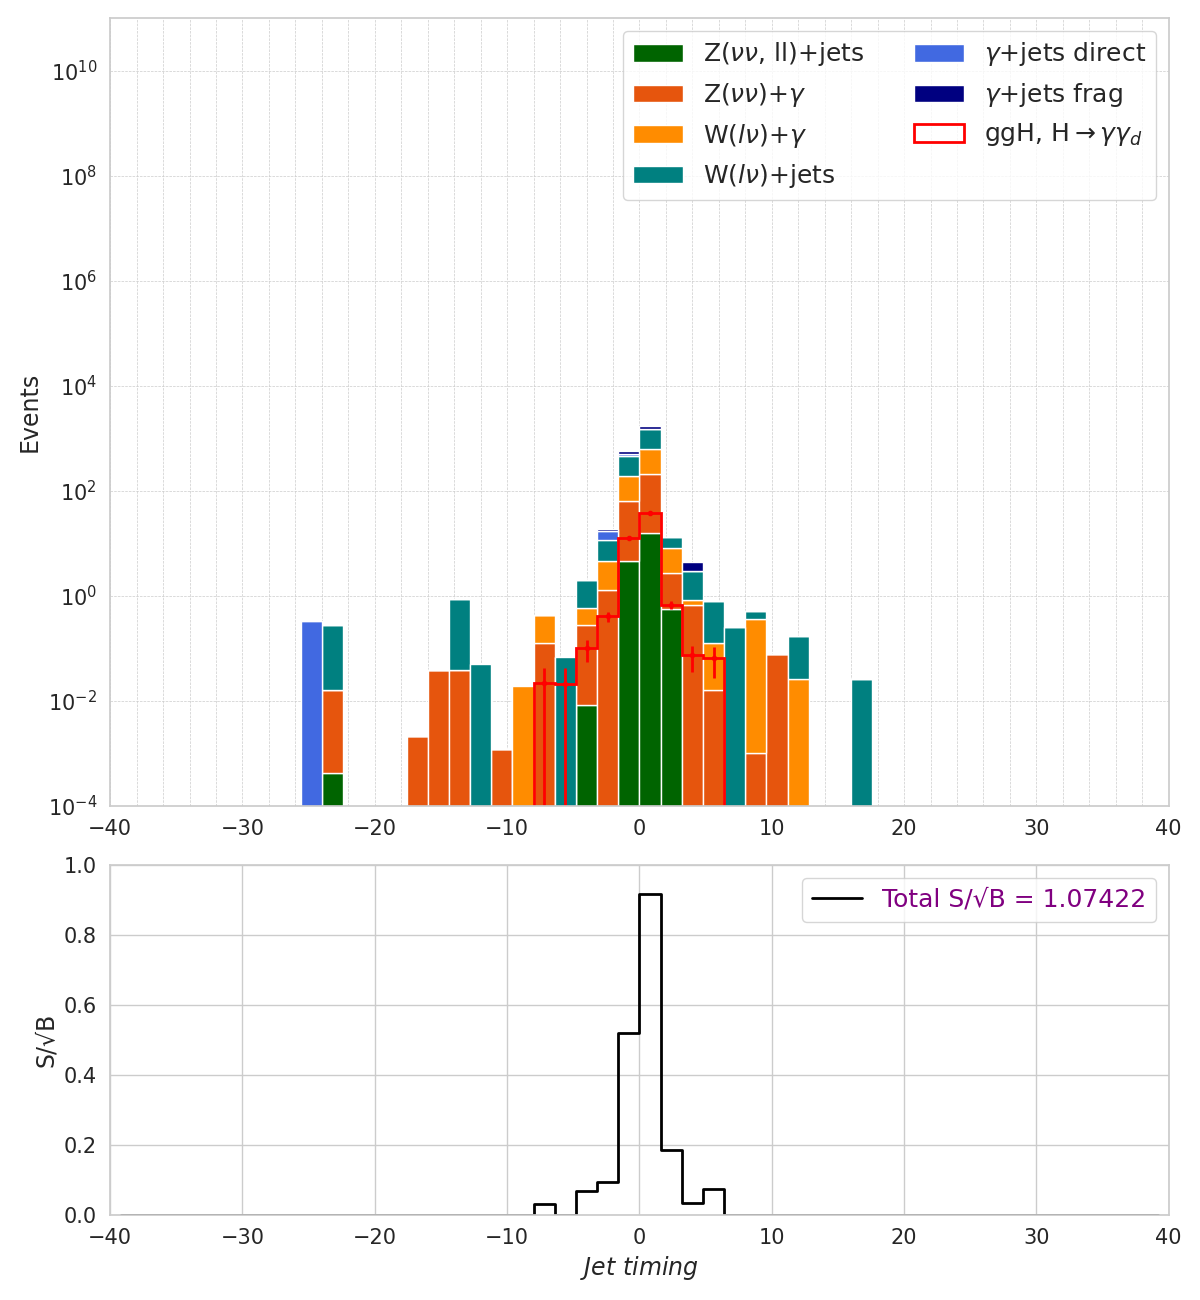 Z(νν, ll)+jets
Z(νν)+γ
W(lν)+γ
W(lν)+jets
γ+jets direct
γ+jets frag
ggH, H→γγ_d
Events
10^10
10^8
10^6
10^4
10^2
10^0
10^−2
10^−4
−40 −30 −20 −10 0 10 20 30 40
Total S/√B = 1.07422
S/√B
1.0
0.8
0.6
0.4
0.2
0.0
−40 −30 −20 −10 0 10 20 30 40
Jet timing